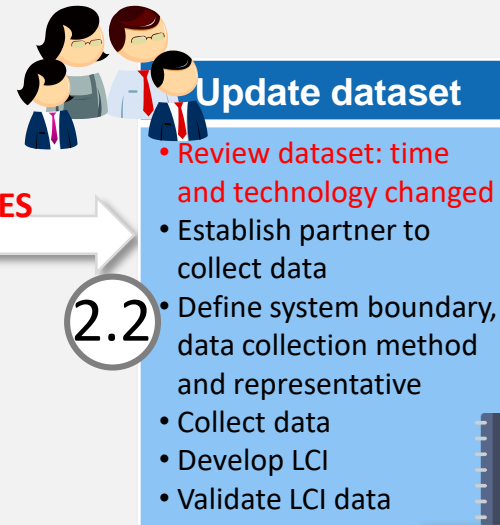 Update dataset
• Review dataset: time
and technology changed
ES
• Establish partner to
collect data
2.2
• Define system boundary,
data collection method
and representative
• Collect data
• Develop LCI
• Validate LCI data